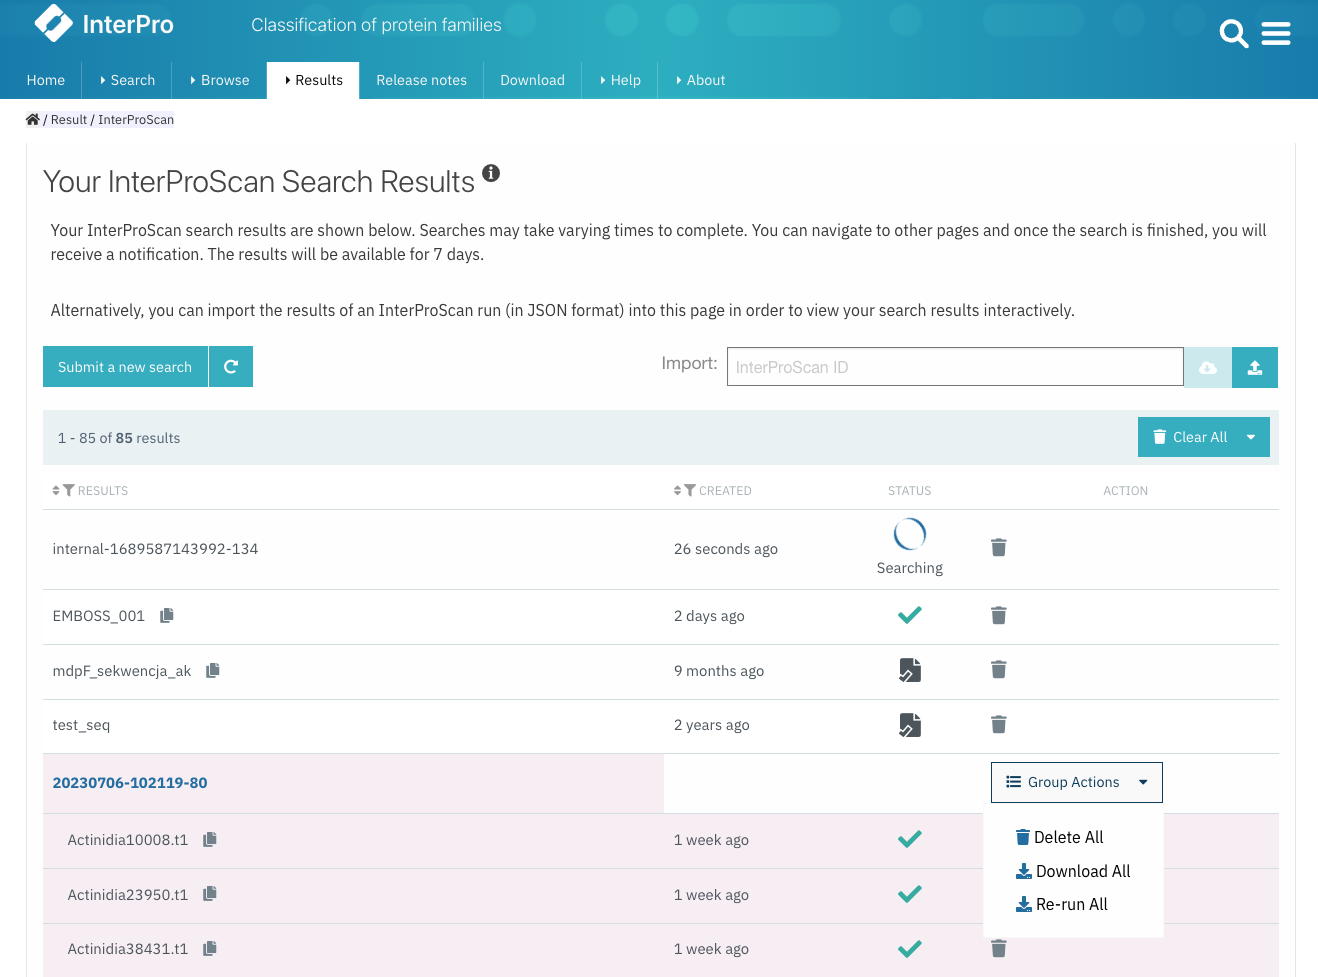 InterPro
Classification of protein families
Home
Search
Browse
Results
Release notes
Download
Help
About
/ Result / InterProScan
Your InterProScan Search Results
Your InterProScan search results are shown below. Searches may take varying times to complete. You can navigate to other pages and once the search is finished, you will
receive a notification. The results will be available for 7 days.
Alternatively, you can import the results of an InterProScan run (in JSON format) into this page in order to view your search results interactively.
Submit a new search
Import:
InterProScan ID
1 - 85 of 85 results
Clear All
RESULTS
CREATED
STATUS
ACTION
internal-1689587143992-134
26 seconds ago
Searching
EMBOSS_001
2 days ago
mdpF_sekwencja_ak
9 months ago
test_seq
2 years ago
20230706-102119-80
Group Actions
Delete All
Download All
Re-run All
Actinidia10008.t1
1 week ago
Actinidia23950.t1
1 week ago
Actinidia38431.t1
1 week ago